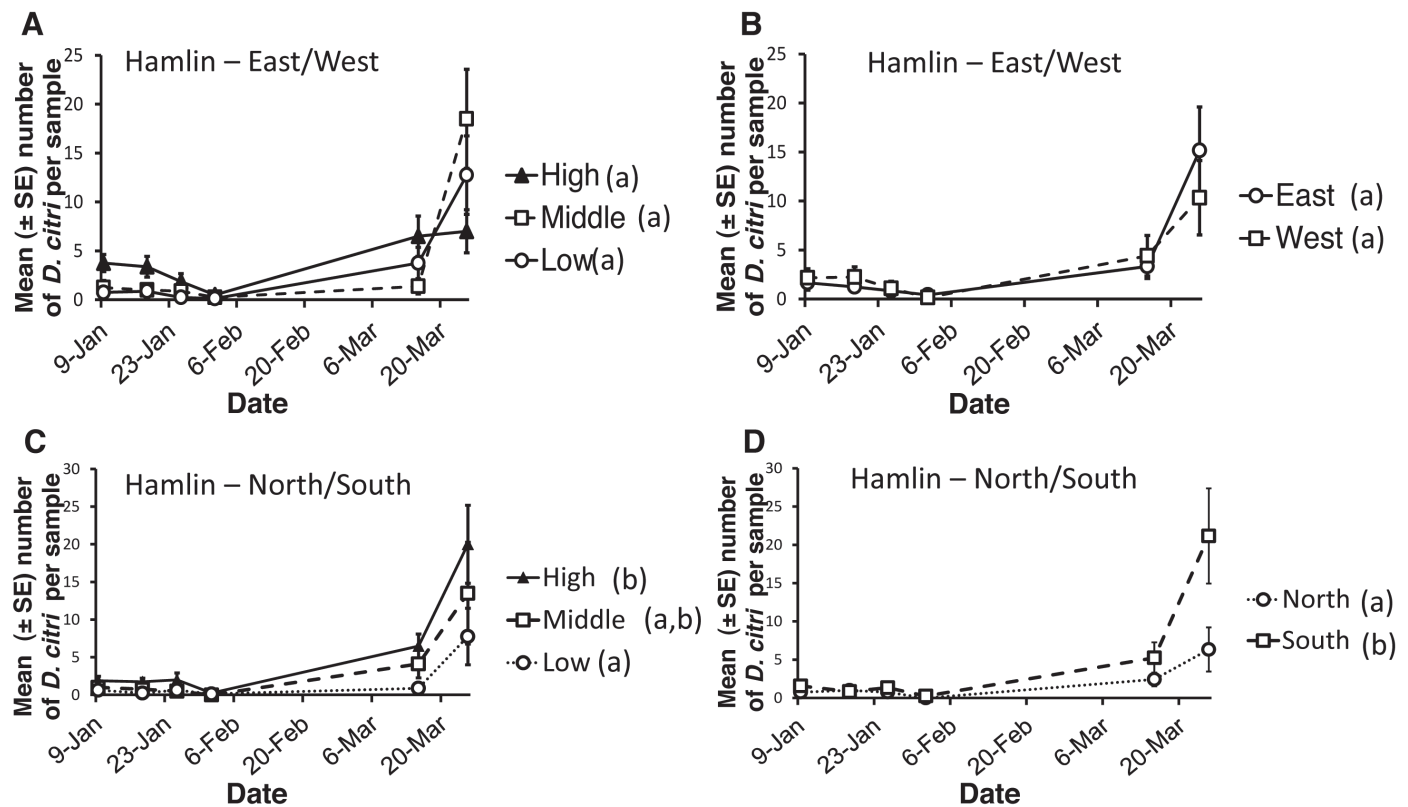 A
Hamlin – East/West
Mean (± SE) number
of D. citri per sample
25
20
15
10
5
0
9-Jan
23-Jan
6-Feb
20-Feb
6-Mar
20-Mar
Date
High (a)
Middle (a)
Low(a)
B
Hamlin – East/West
Mean (± SE) number
of D. citri per sample
25
20
15
10
5
0
9-Jan
23-Jan
6-Feb
20-Feb
6-Mar
20-Mar
Date
East (a)
West (a)
C
Hamlin – North/South
Mean (± SE) number
of D. citri per sample
30
25
20
15
10
5
0
9-Jan
23-Jan
6-Feb
20-Feb
6-Mar
20-Mar
Date
High (b)
Middle (a,b)
Low (a)
D
Hamlin – North/South
Mean (± SE) number
of D. citri per sample
30
25
20
15
10
5
0
9-Jan
23-Jan
6-Feb
20-Feb
6-Mar
20-Mar
Date
North (a)
South (b)